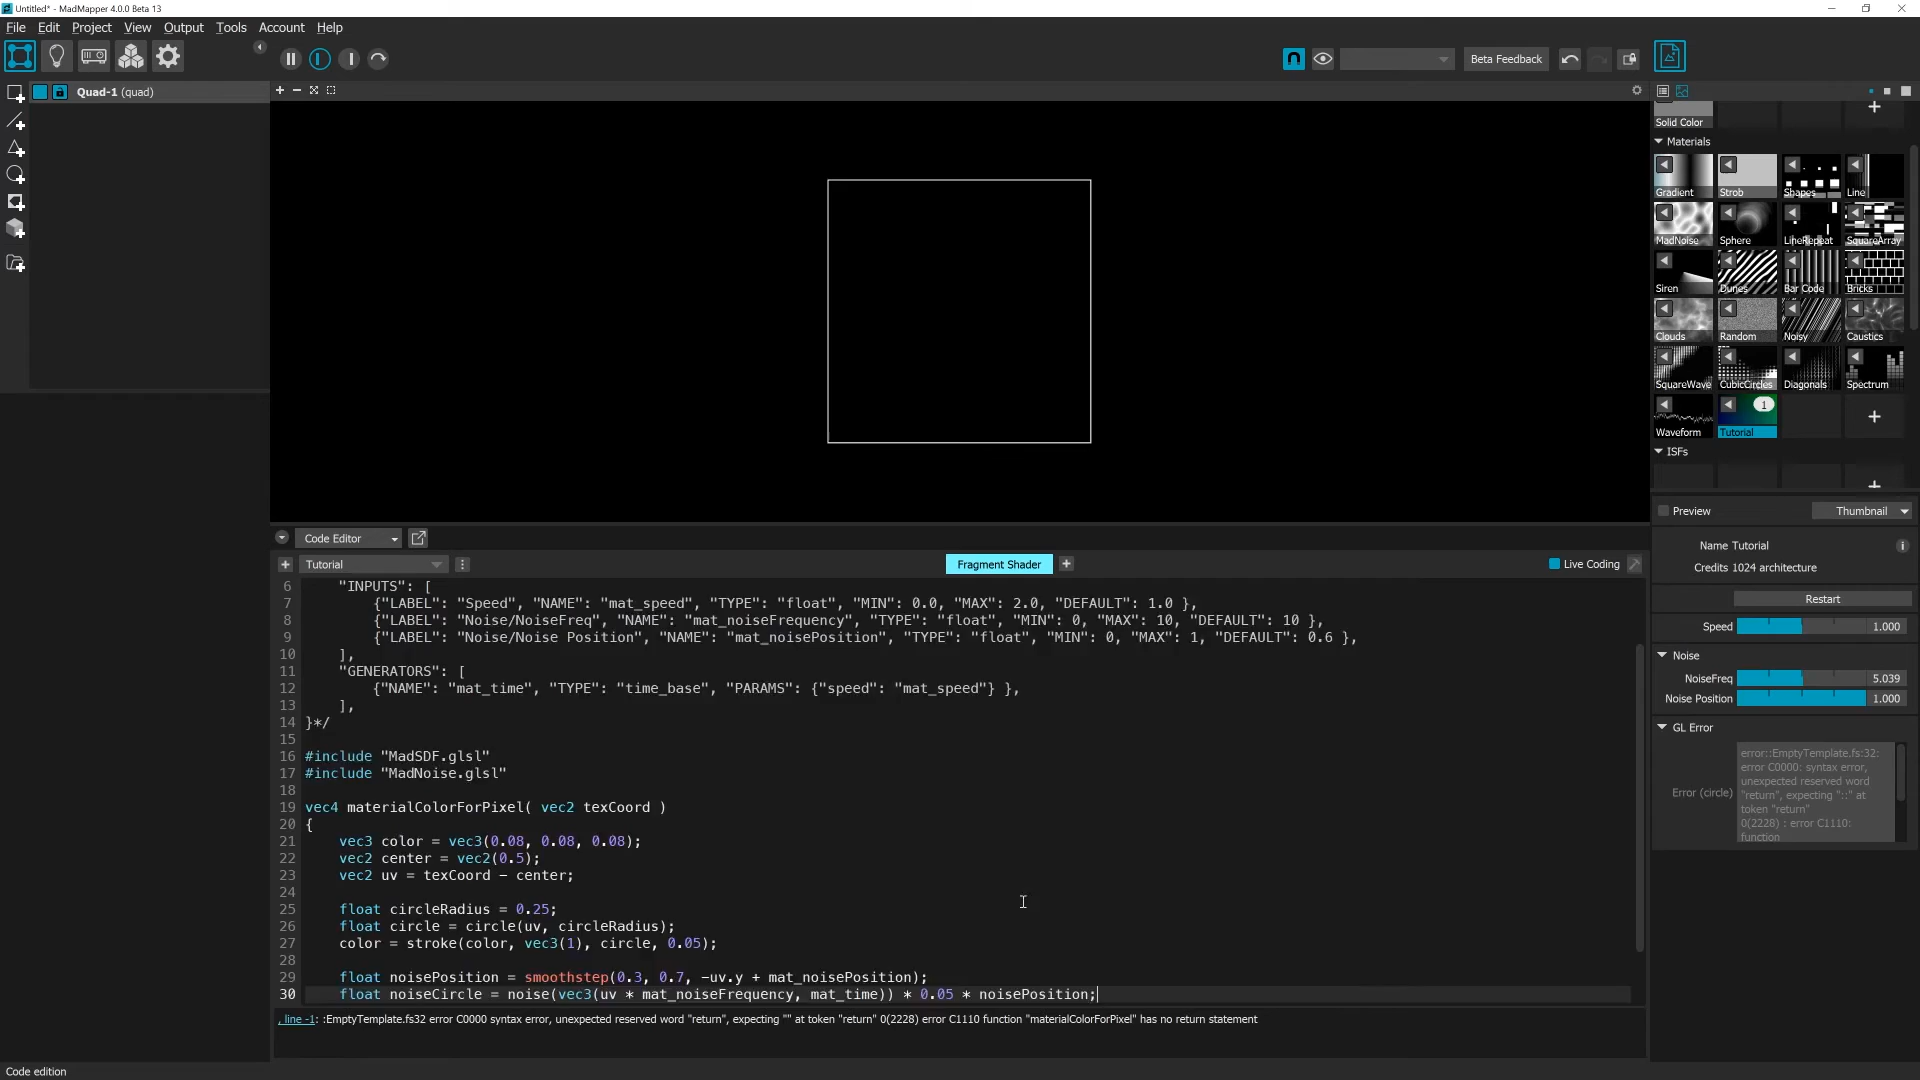 Untitled* - MadMapper 4.0.0 Beta 13
File Edit Project View Output Tools Account Help
Beta Feedback
Quad-1 (quad)
Solid Color
Materials
Gradient Strob Shapes Line
MadNoise Sphere LineRepeat SquareArray
Siren Dunes Bar Code Bricks
Clouds Random Noisy Caustics
SquareWave CubicCircles Diagonals Spectrum
1
Waveform Tutorial
ISFs
Preview Thumbnail
Name Tutorial
Credits 1024 architecture
Restart
Speed 1.000
Noise
NoiseFreq 5.039
Noise Position 1.000
GL Error
Error (circle)
error::EmptyTemplate.fs:32:
error C0000: syntax error,
unexpected reserved word
"return", expecting "::" at
token "return"
0(2228) : error C1110:
function
Code Editor
Tutorial Fragment Shader Live Coding
6 "INPUTS": [
7 {"LABEL": "Speed", "NAME": "mat_speed", "TYPE": "float", "MIN": 0.0, "MAX": 2.0, "DEFAULT": 1.0 },
8 {"LABEL": "Noise/NoiseFreq", "NAME": "mat_noiseFrequency", "TYPE": "float", "MIN": 0, "MAX": 10, "DEFAULT": 10 },
9 {"LABEL": "Noise/Noise Position", "NAME": "mat_noisePosition", "TYPE": "float", "MIN": 0, "MAX": 1, "DEFAULT": 0.6 },
10 ],
11 "GENERATORS": [
12 {"NAME": "mat_time", "TYPE": "time_base", "PARAMS": {"speed": "mat_speed"} },
13 ],
14 }*/
15
16 #include "MadSDF.glsl"
17 #include "MadNoise.glsl"
18
19 vec4 materialColorForPixel( vec2 texCoord )
20 {
21 vec3 color = vec3(0.08, 0.08, 0.08);
22 vec2 center = vec2(0.5);
23 vec2 uv = texCoord - center;
24
25 float circleRadius = 0.25;
26 float circle = circle(uv, circleRadius);
27 color = stroke(color, vec3(1), circle, 0.05);
28
29 float noisePosition = smoothstep(0.3, 0.7, -uv.y + mat_noisePosition);
30 float noiseCircle = noise(vec3(uv * mat_noiseFrequency, mat_time)) * 0.05 * noisePosition;
, line -1: :EmptyTemplate.fs32 error C0000 syntax error, unexpected reserved word "return", expecting "" at token "return" 0(2228) error C1110 function "materialColorForPixel" has no return statement
Code edition